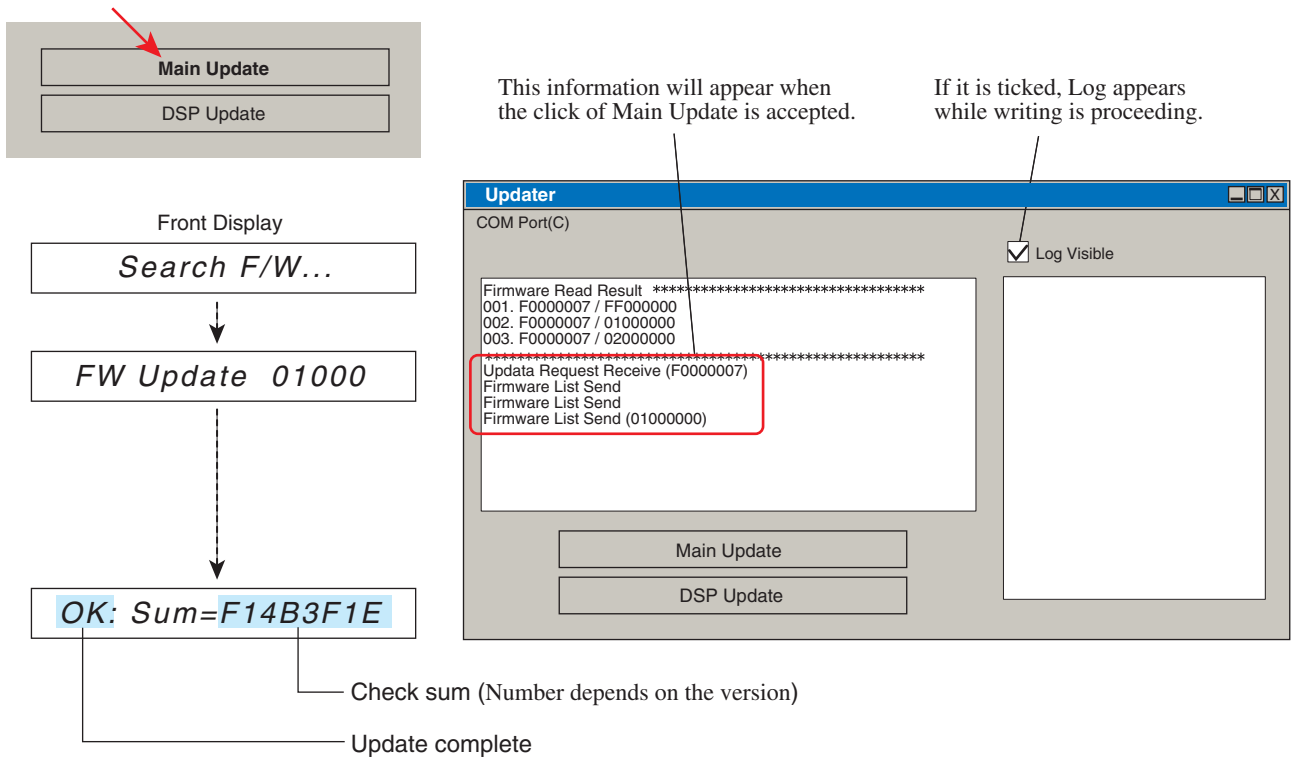 Main Update
DSP Update
This information will appear when
the click of Main Update is accepted.
If it is ticked, Log appears
while writing is proceeding.
Front Display
Search F/W...
FW Update 01000
OK: Sum=F14B3F1E
Check sum (Number depends on the version)
Update complete
Updater
COM Port(C)
Log Visible
Firmware Read Result **********************************
001. F0000007 / FF000000
002. F0000007 / 01000000
003. F0000007 / 02000000
*******************************************************
Updata Request Receive (F0000007)
Firmware List Send
Firmware List Send
Firmware List Send (01000000)
Main Update
DSP Update